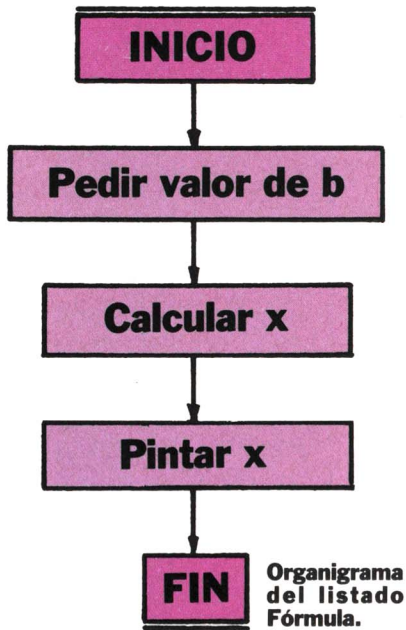 INICIO
Pedir valor de b
Calcular x
Pintar x
FIN
Organigrama
del listado
Fórmula.